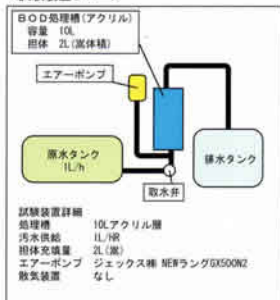 BOD処理槽(アクリル)
容量 10L
担体 2L(嵩体積)
エアーポンプ
原水タンク
1L/h
排水タンク
取水弁
試験装置詳細
処理槽 10Lアクリル層
汚水供給 1L/HR
担体充填量 2L(嵩)
エアーポンプ ジェックス㈱ NEWラングGX500N2
散気装置 なし